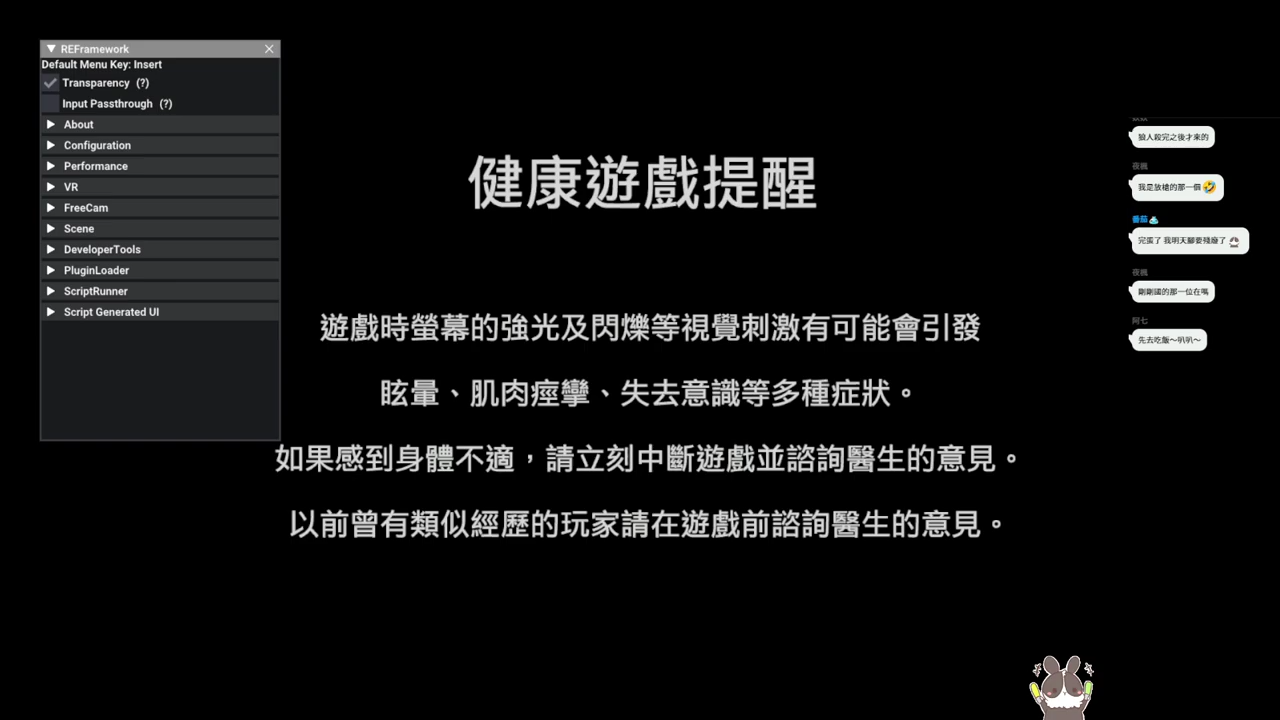 REFramework
Default Menu Key: Insert
Transparency (?)
Input Passthrough (?)
About
Configuration
Performance
VR
FreeCam
Scene
DeveloperTools
PluginLoader
ScriptRunner
Script Generated UI
健康遊戲提醒
遊戲時螢幕的強光及閃爍等視覺刺激有可能會引發
眩暈、肌肉痙攣、失去意識等多種症狀。
如果感到身體不適，請立刻中斷遊戲並諮詢醫生的意見。
以前曾有類似經歷的玩家請在遊戲前諮詢醫生的意見。
狼人殺完之後才來的
夜楓
我是放槍的那一個🤣
番茄
完蛋了 我明天腳要殘廢了
夜楓
剛剛國的那一位在嗎
阿七
先去吃飯～叭叭～